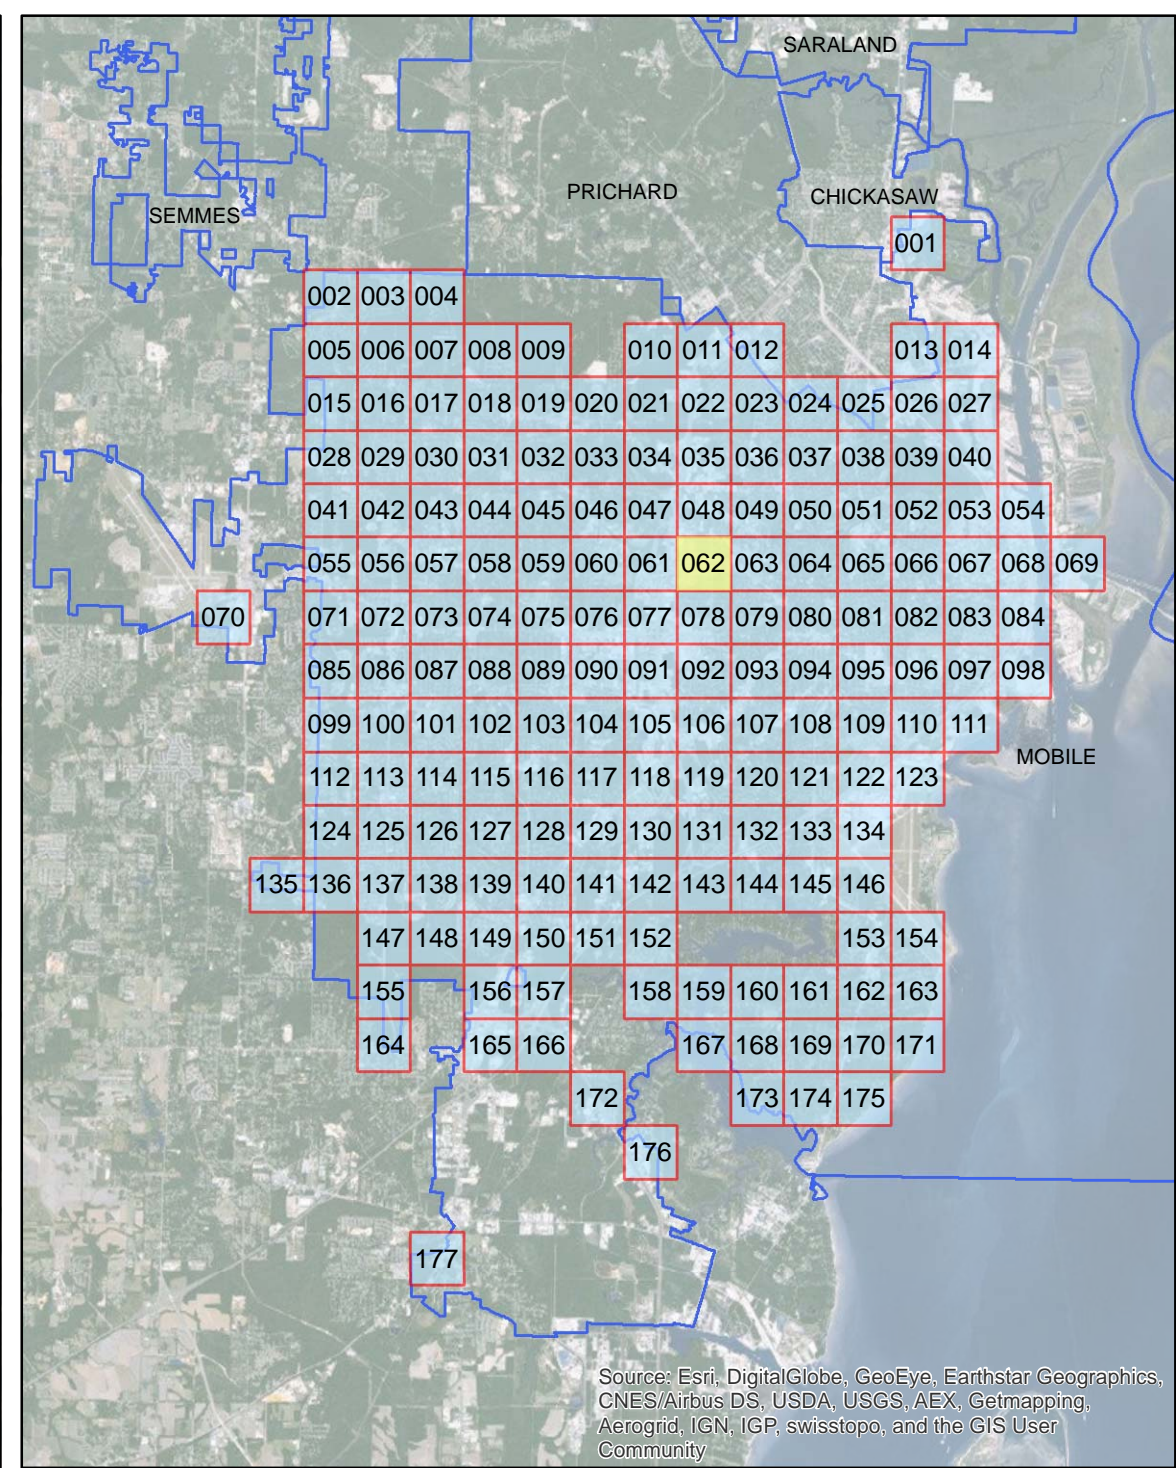 SARALAND
PRICHARD
CHICKASAW
SEMMES
001
002 003 004
005 006 007 008 009 010 011 012 013 014
015 016 017 018 019 020 021 022 023 024 025 026 027
028 029 030 031 032 033 034 035 036 037 038 039 040
041 042 043 044 045 046 047 048 049 050 051 052 053 054
055 056 057 058 059 060 061 062 063 064 065 066 067 068 069
070 071 072 073 074 075 076 077 078 079 080 081 082 083 084
085 086 087 088 089 090 091 092 093 094 095 096 097 098
099 100 101 102 103 104 105 106 107 108 109 110 111
MOBILE
112 113 114 115 116 117 118 119 120 121 122 123
124 125 126 127 128 129 130 131 132 133 134
135 136 137 138 139 140 141 142 143 144 145 146
147 148 149 150 151 152 153 154
155 156 157 158 159 160 161 162 163
164 165 166 167 168 169 170 171
172 173 174 175
176
177
Source: Esri, DigitalGlobe, GeoEye, Earthstar Geographics,
CNES/Airbus DS, USDA, USGS, AEX, Getmapping,
Aerogrid, IGN, IGP, swisstopo, and the GIS User
Community